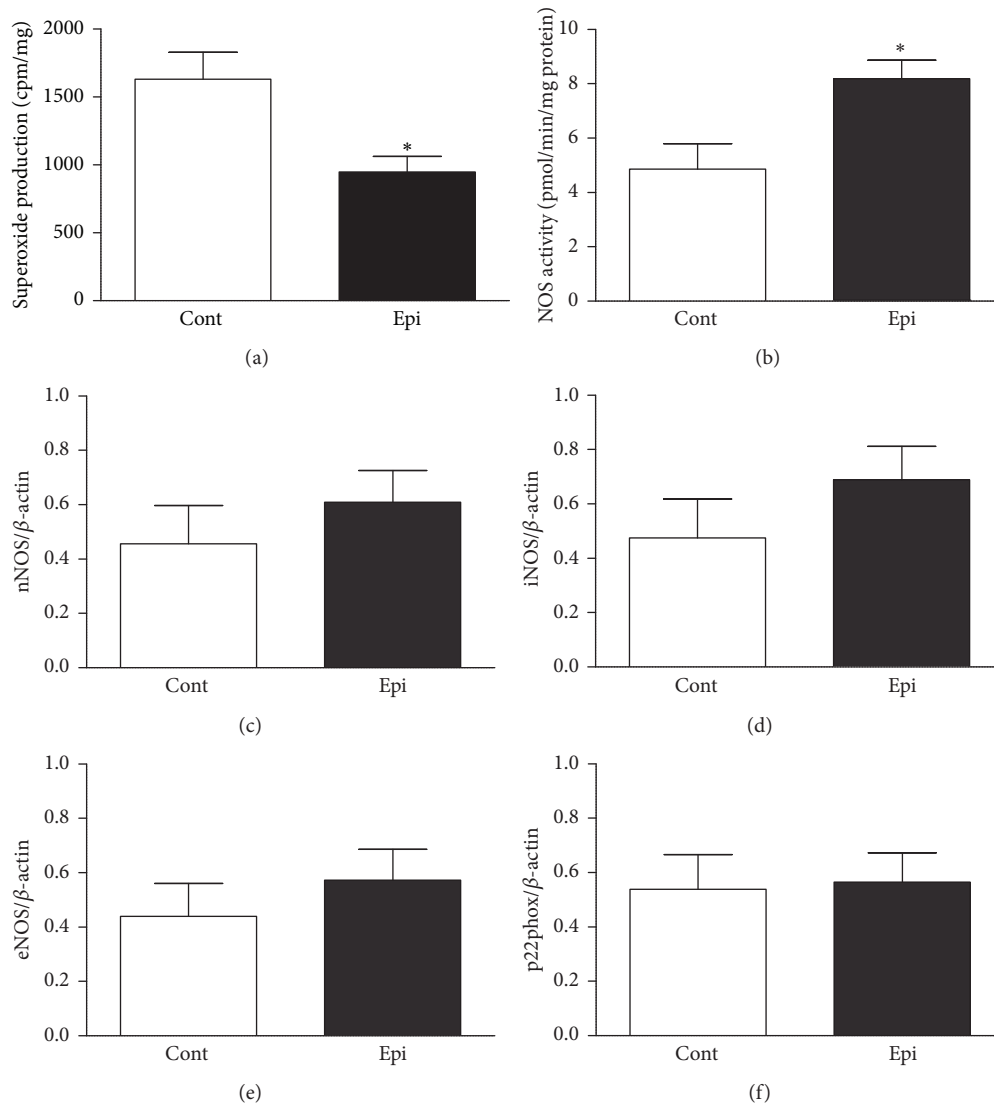 Superoxide production (cpm/mg)
2000
1500
1000
500
0
*
Cont Epi
(a)
NOS activity (pmol/min/mg protein)
10
8
6
4
2
0
*
Cont Epi
(b)
nNOS/β-actin
1.0
0.8
0.6
0.4
0.2
0.0
Cont Epi
(c)
iNOS/β-actin
1.0
0.8
0.6
0.4
0.2
0.0
Cont Epi
(d)
eNOS/β-actin
1.0
0.8
0.6
0.4
0.2
0.0
Cont Epi
(e)
p22phox/β-actin
1.0
0.8
0.6
0.4
0.2
0.0
Cont Epi
(f)